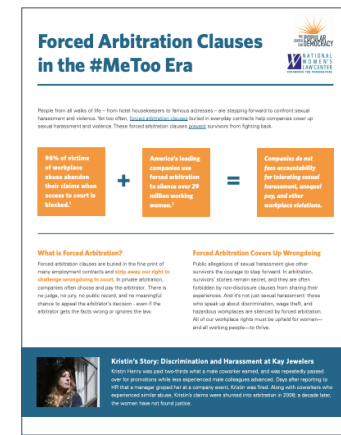 Forced Arbitration Clauses
in the #MeToo Era
DEMOCRACY
NATIONAL
WOMEN'S
LAW CENTER
People from all walks of life – from hotel housekeepers to famous actresses – are stepping forward to confront sexual
harassment and violence. Yet too often, forced arbitration clauses buried in everyday contracts help companies cover up
sexual harassment and violence. These forced arbitration clauses prevent survivors from fighting back.
98% of victims
of workplace
abuse abandon
their claims when
access to court is
blocked.¹
+
America's leading
companies use
forced arbitration
to silence over 29
million working
women.²
=
Companies do not
face accountability
for tolerating sexual
harassment, unequal
pay, and other
workplace violations.
What is Forced Arbitration?
Forced arbitration clauses are buried in the fine print of
many employment contracts and strip away our right to
challenge wrongdoing in court. In private arbitration,
companies often choose and pay the arbitrator. There is
no judge, no jury, no public record, and no meaningful
chance to appeal the arbitrator's decision - even if the
arbitrator gets the facts wrong or ignores the law.
Forced Arbitration Covers Up Wrongdoing
Public allegations of sexual harassment give other
survivors the courage to step forward. In arbitration,
survivors' stories remain secret, and they are often
forbidden by non-disclosure clauses from sharing their
experiences. And it's not just sexual harassment: those
who speak up about discrimination, wage theft, and
hazardous workplaces are silenced by forced arbitration.
All of our workplace rights must be upheld for women—
and all working people—to thrive.
Kristin's Story: Discrimination and Harassment at Kay Jewelers
Kristin Henry was paid two-thirds what a male coworker earned, and was repeatedly passed
over for promotions while less experienced male colleagues advanced. Days after reporting to
HR that a manager groped her at a company event, Kristin was fired. Along with coworkers who
experienced similar abuse, Kristin's claims were shunted into arbitration in 2008; a decade later,
the women have not found justice.